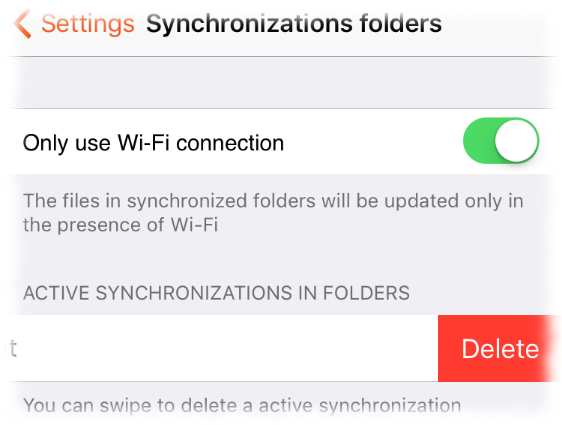 Settings Synchronizations folders
Only use Wi-Fi connection
The files in synchronized folders will be updated only in
the presence of Wi-Fi
ACTIVE SYNCHRONIZATIONS IN FOLDERS
t Delete
You can swipe to delete a active synchronization